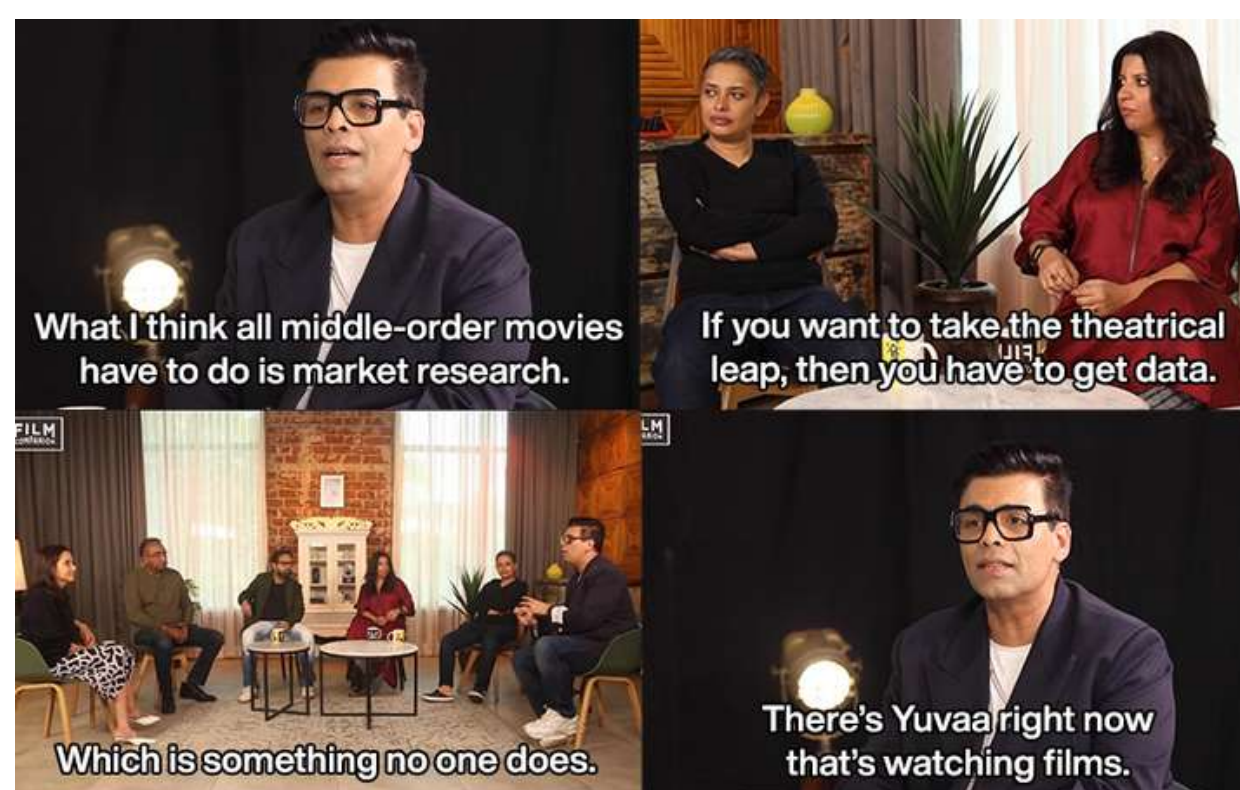 What I think all middle-order movies
have to do is market research.
If you want to take the theatrical
leap, then you have to get data.
FILM
COMPANION
Which is something no one does.
LM
There's Yuvaa right now
that's watching films.